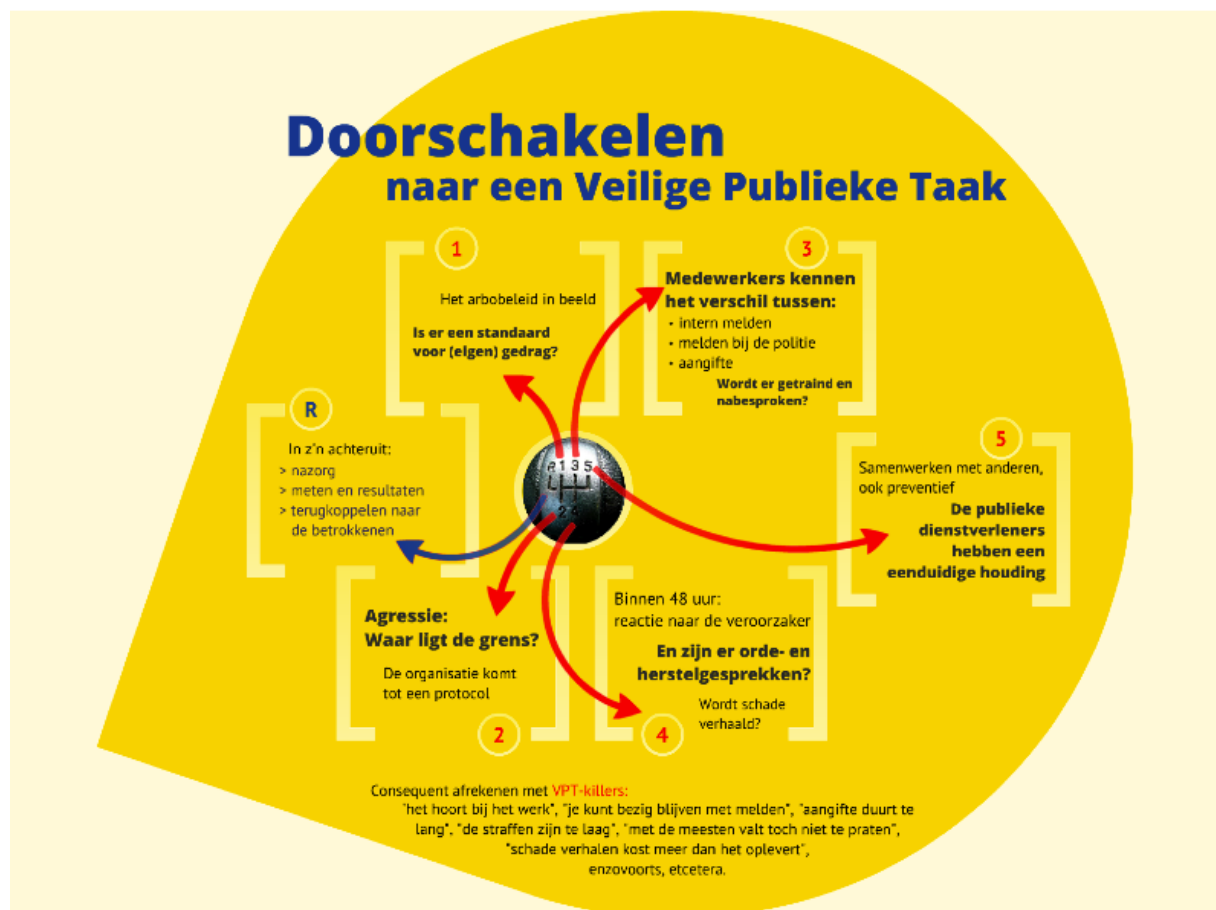 Doorschakelen
naar een Veilige Publieke Taak
1
Het arbobeleid in beeld
Is er een standaard
voor (eigen) gedrag?
3
Medewerkers kennen
het verschil tussen:
• intern melden
• melden bij de politie
• aangifte
Wordt er getraind en
nabesproken?
R
In z'n achteruit:
> nazorg
> meten en resultaten
> terugkoppelen naar
de betrokkenen
R 1 3 5
2 4
5
Samenwerken met anderen,
ook preventief
De publieke
dienstverleners
hebben een
eenduidige houding
Agressie:
Waar ligt de grens?
De organisatie komt
tot een protocol
2
Binnen 48 uur:
reactie naar de veroorzaker
En zijn er orde- en
herstelgesprekken?
Wordt schade
verhaald?
4
Consequent afrekenen met VPT-killers:
"het hoort bij het werk", "je kunt bezig blijven met melden", "aangifte duurt te
lang", "de straffen zijn te laag", "met de meesten valt toch niet te praten",
"schade verhalen kost meer dan het oplevert",
enzovoorts, etcetera.